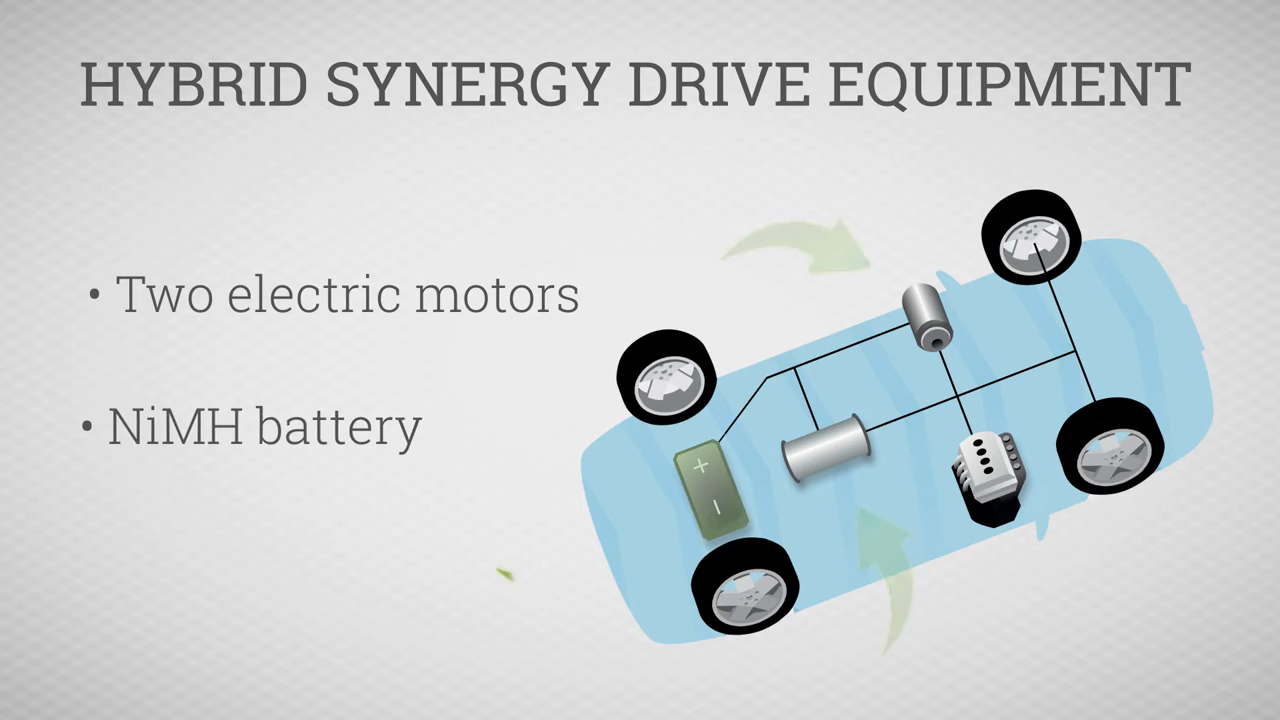 HYBRID SYNERGY DRIVE EQUIPMENT
• Two electric motors
• NiMH battery
+
–